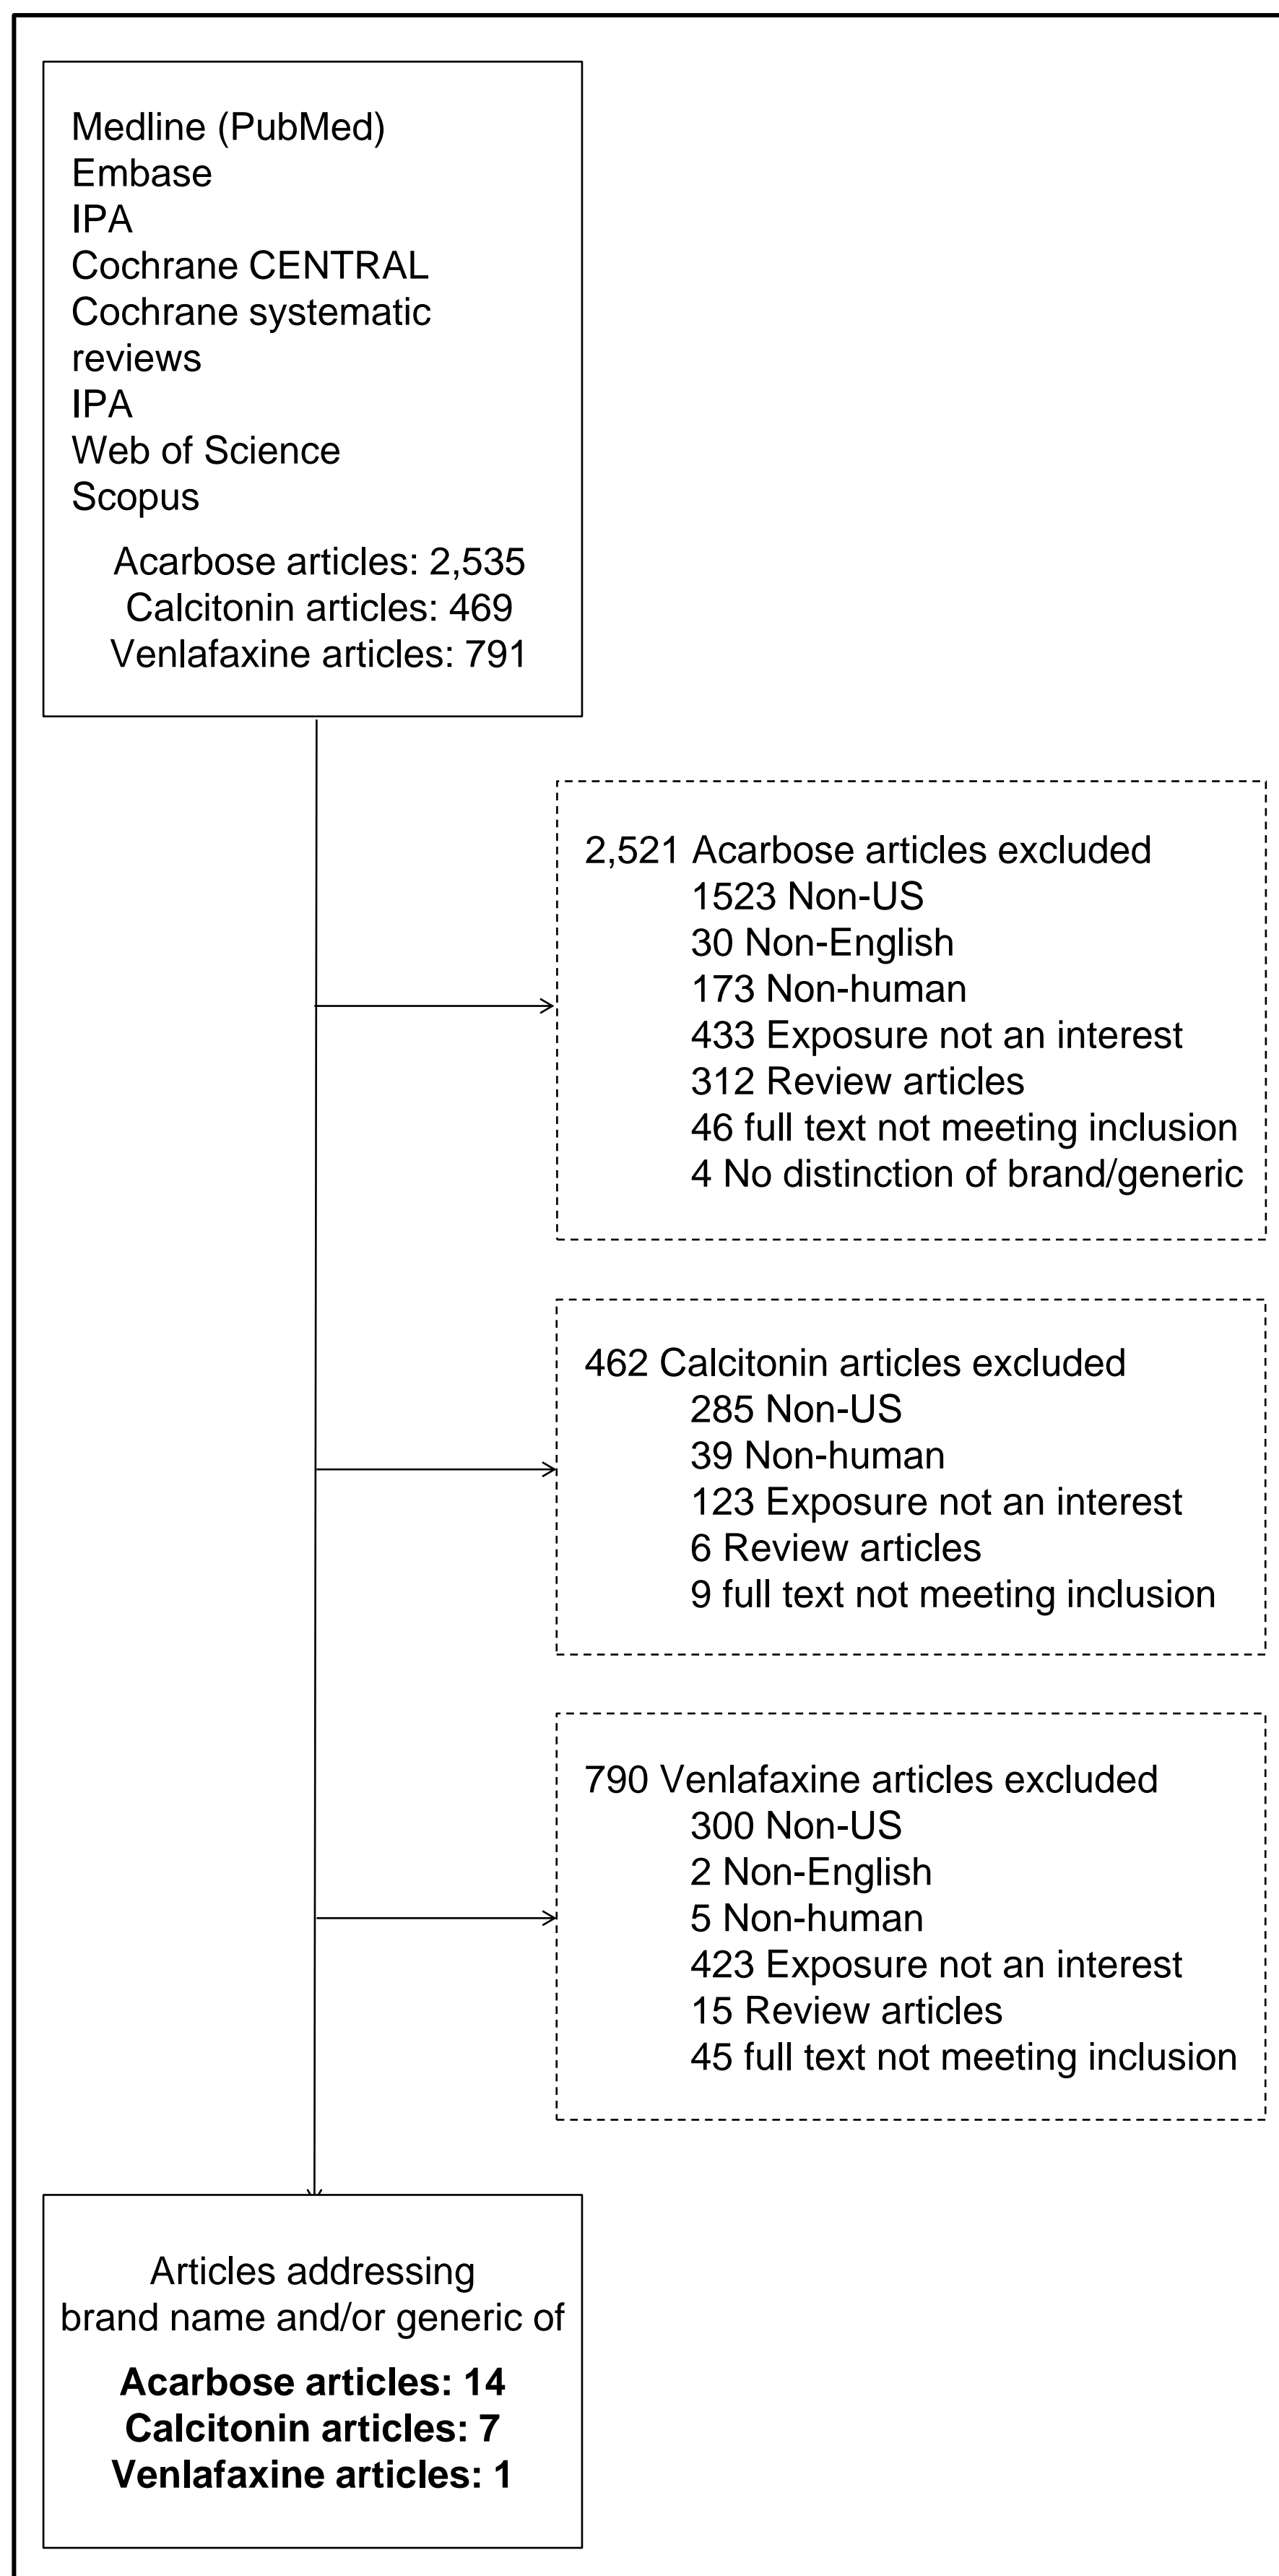 Medline (PubMed)
Embase
IPA
Cochrane CENTRAL
Cochrane systematic
reviews
IPA
Web of Science
Scopus
Acarbose articles: 2,535
Calcitonin articles: 469
Venlafaxine articles: 791
2,521 Acarbose articles excluded
1523 Non-US
30 Non-English
173 Non-human
433 Exposure not an interest
312 Review articles
46 full text not meeting inclusion
4 No distinction of brand/generic
462 Calcitonin articles excluded
285 Non-US
39 Non-human
123 Exposure not an interest
6 Review articles
9 full text not meeting inclusion
790 Venlafaxine articles excluded
300 Non-US
2 Non-English
5 Non-human
423 Exposure not an interest
15 Review articles
45 full text not meeting inclusion
Articles addressing
brand name and/or generic of
Acarbose articles: 14
Calcitonin articles: 7
Venlafaxine articles: 1